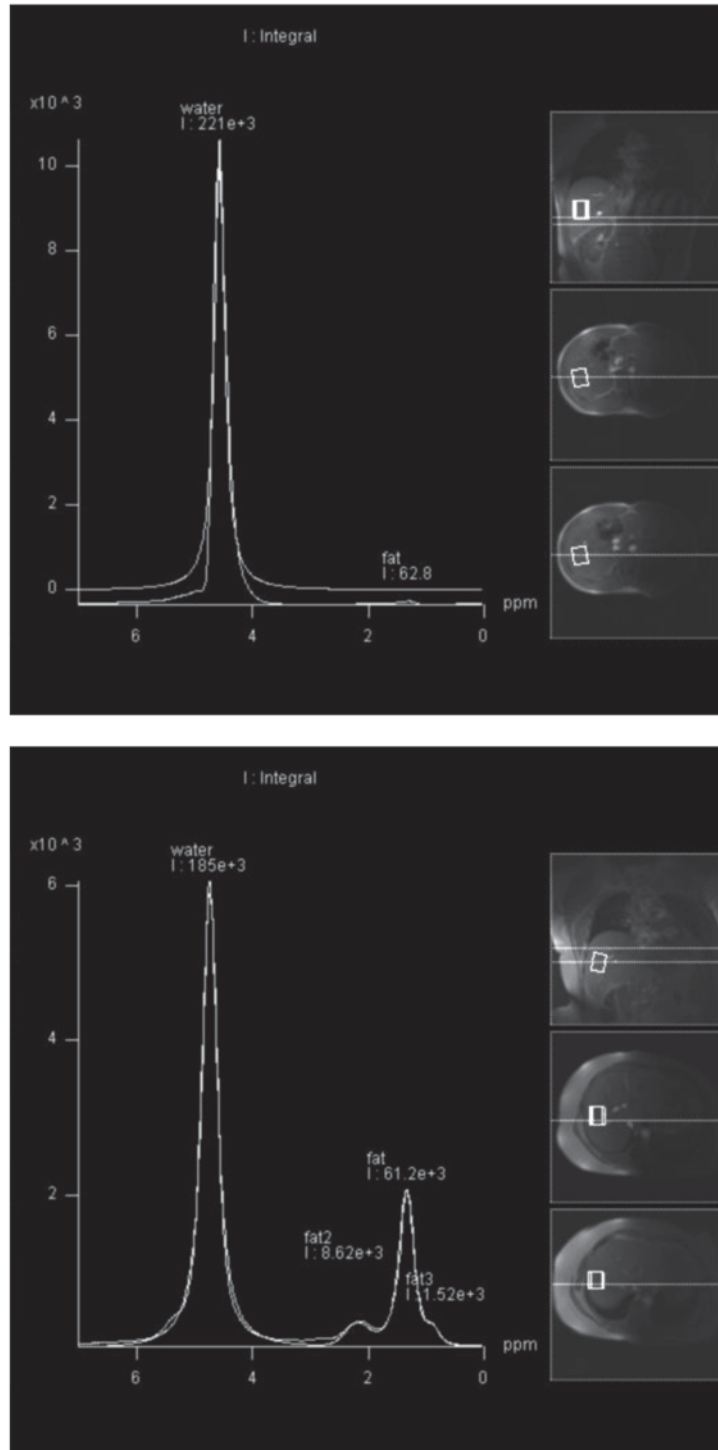 I : Integral
x10 ^ 3
water
I : 221e+3
10
8
6
4
2
fat
I : 62.8
0
ppm
6 4 2 0
I : Integral
x10 ^ 3
water
I : 185e+3
6
4
fat
I : 61.2e+3
2
fat2
I : 8.62e+3
fat3
I : 1.52e+3
ppm
6 4 2 0